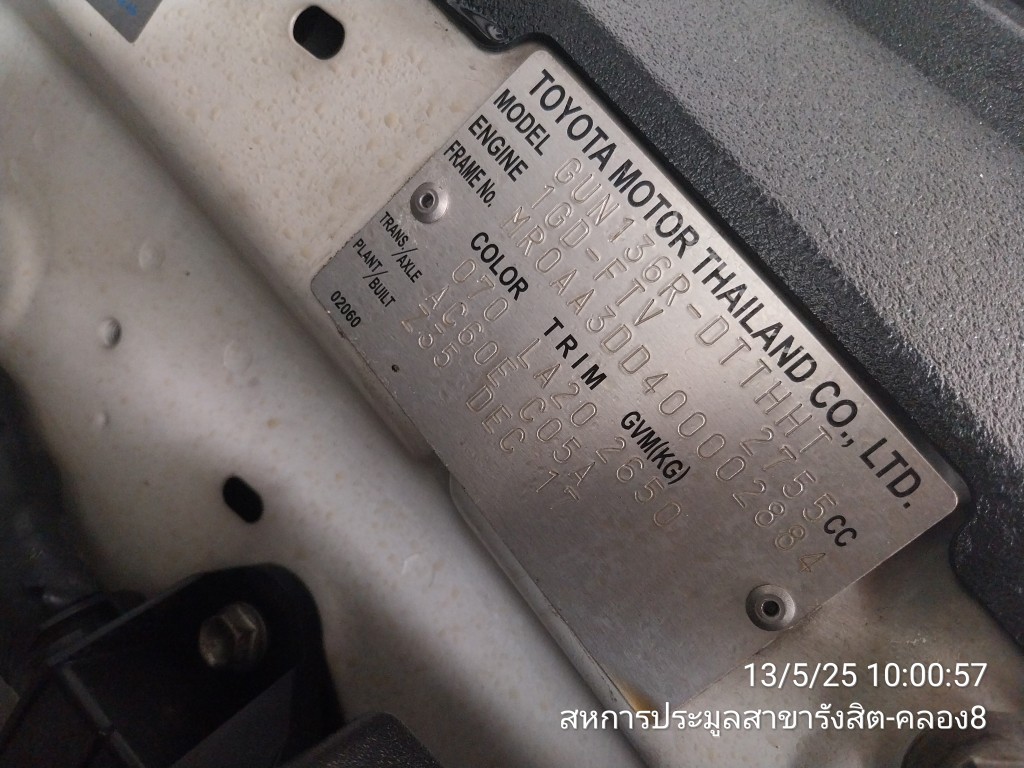 TOYOTA MOTOR THAILAND CO., LTD.
MODEL GUN136R-DTTHHT
ENGINE 1GD-FTV 2755 CC
FRAME No. MR0AA3DD400002884
COLOR TRIM GVM(KG)
070 LA20 2650
TRANS/AXLE AC60E C05A
PLANT/BUILT Z35 DEC 1T
02060
13/5/25 10:00:57
สหการประมูลสาขารังสิต-คลอง8